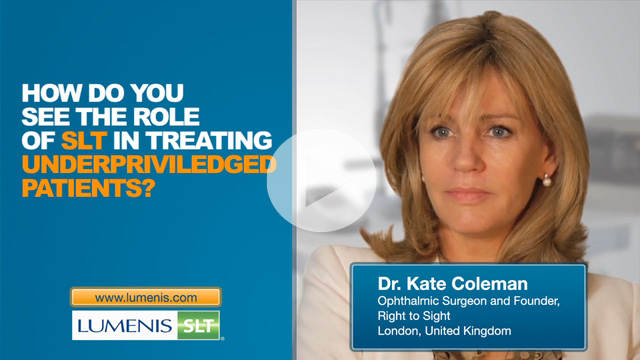 HOW DO YOU
SEE THE ROLE
OF SLT IN TREATING
UNDERPRIVILEDGED
PATIENTS?
www.lumenis.com
LUMENIS SLT
Dr. Kate Coleman
Ophthalmic Surgeon and Founder,
Right to Sight
London, United Kingdom